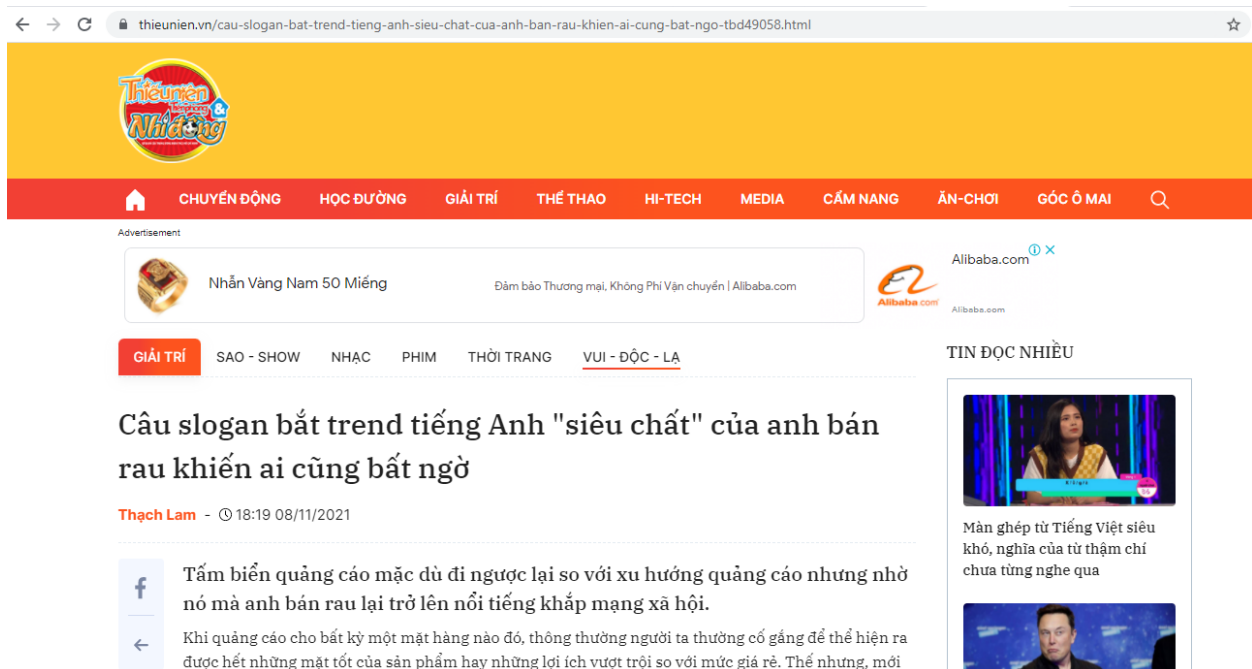 thieunien.vn/cau-slogan-bat-trend-tieng-anh-sieu-chat-cua-anh-ban-rau-khien-ai-cung-bat-ngo-tbd49058.html
Thiếu niên
Tiền phong
&
Nhi đồng
CHUYỂN ĐỘNG HỌC ĐƯỜNG GIẢI TRÍ THỂ THAO HI-TECH MEDIA CẨM NANG ĂN-CHƠI GÓC Ô MAI
Advertisement
Nhẫn Vàng Nam 50 Miếng
Đảm bảo Thương mại, Không Phí Vận chuyển | Alibaba.com
Alibaba.com
Alibaba.com
Alibaba.com
GIẢI TRÍ SAO - SHOW NHẠC PHIM THỜI TRANG VUI - ĐỘC - LẠ
Câu slogan bắt trend tiếng Anh "siêu chất" của anh bán
rau khiến ai cũng bất ngờ
Thạch Lam - 18:19 08/11/2021
Tấm biển quảng cáo mặc dù đi ngược lại so với xu hướng quảng cáo nhưng nhờ
nó mà anh bán rau lại trở lên nổi tiếng khắp mạng xã hội.
Khi quảng cáo cho bất kỳ một mặt hàng nào đó, thông thường người ta thường cố gắng để thể hiện ra
được hết những mặt tốt của sản phẩm hay những lợi ích vượt trội so với mức giá rẻ. Thế nhưng, mới
TIN ĐỌC NHIỀU
Màn ghép từ Tiếng Việt siêu
khó, nghĩa của từ thậm chí
chưa từng nghe qua